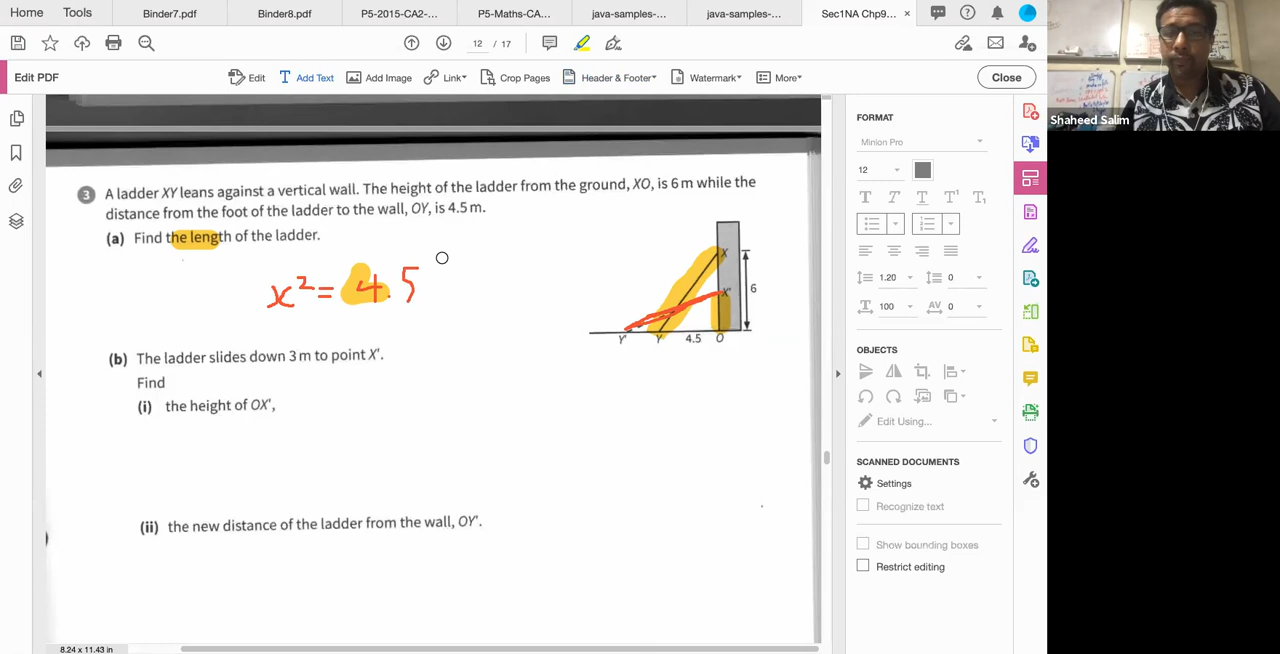 Home Tools Binder7.pdf Binder8.pdf P5-2015-CA2-... P5-Maths-CA... java-samples-... java-samples-... Sec1NA Chp9... ×
12 / 17
Edit PDF Edit Add Text Add Image Link Crop Pages Header & Footer Watermark More Close
Shaheed Salim
3 A ladder XY leans against a vertical wall. The height of the ladder from the ground, XO, is 6 m while the
distance from the foot of the ladder to the wall, OY, is 4.5 m.
(a) Find the length of the ladder.
x² = 4.5
X
X'
6
Y' Y 4.5 O
(b) The ladder slides down 3 m to point X'.
Find
(i) the height of OX',
(ii) the new distance of the ladder from the wall, OY'.
8.24 x 11.43 in
FORMAT
Minion Pro
12
T T T T¹ T₁
1.20 0
100 AV 0
OBJECTS
Edit Using...
SCANNED DOCUMENTS
Settings
Recognize text
Show bounding boxes
Restrict editing